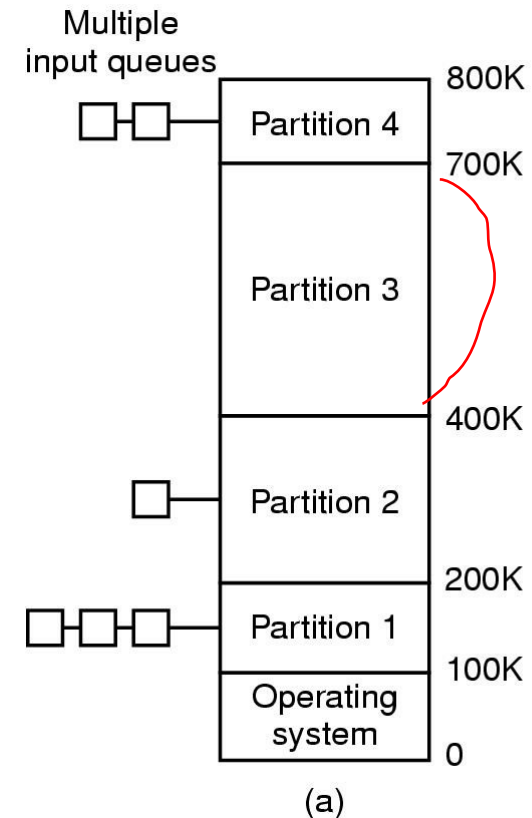 Multiple
input queues
800K
Partition 4
700K
Partition 3
400K
Partition 2
200K
Partition 1
100K
Operating
system
0
(a)